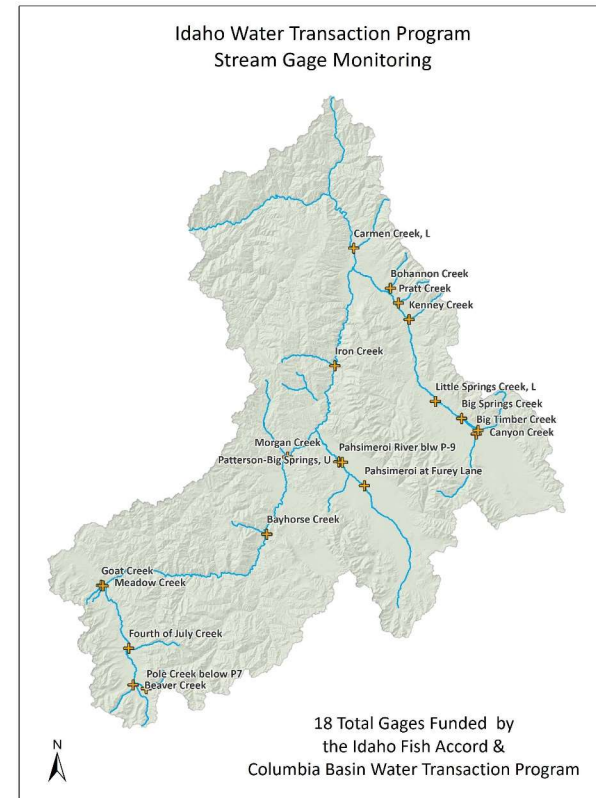 Idaho Water Transaction Program
Stream Gage Monitoring
Carmen Creek, L
Bohannon Creek
Pratt Creek
Kenney Creek
Iron Creek
Little Springs Creek, L
Big Springs Creek
Big Timber Creek
Canyon Creek
Morgan Creek
Pahsimeroi River blw P-9
Patterson-Big Springs, U
Pahsimeroi at Furey Lane
Bayhorse Creek
Goat Creek
Meadow Creek
Fourth of July Creek
Pole Creek below P7
Beaver Creek
18 Total Gages Funded by
the Idaho Fish Accord &
Columbia Basin Water Transaction Program
N